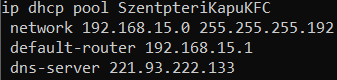 ip dhcp pool SzentpteriKapuKFC
network 192.168.15.0 255.255.255.192
default-router 192.168.15.1
dns-server 221.93.222.133